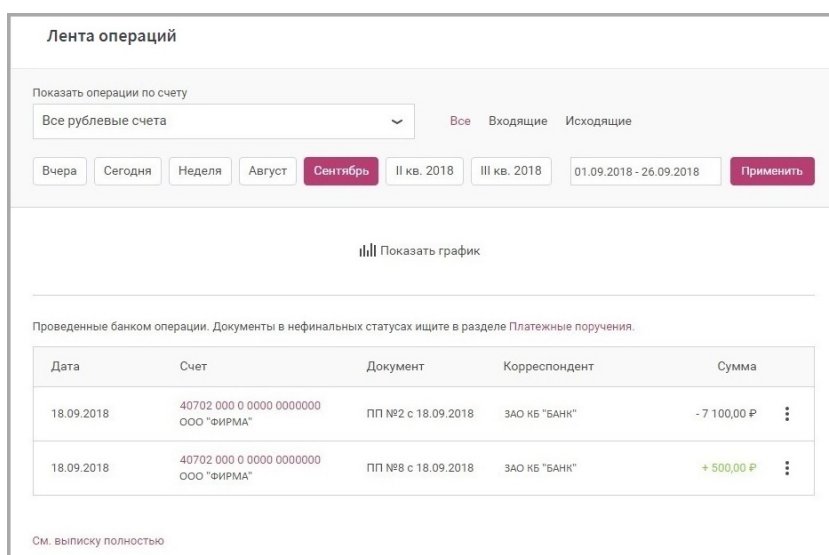 Лента операций
Показать операции по счету
Все рублевые счета Все Входящие Исходящие
Вчера Сегодня Неделя Август Сентябрь II кв. 2018 III кв. 2018 01.09.2018 - 26.09.2018 Применить
Показать график
Проведенные банком операции. Документы в нефинальных статусах ищите в разделе Платежные поручения.
Дата Счет Документ Корреспондент Сумма
18.09.2018 40702 000 0 0000 0000000 ПП №2 с 18.09.2018 ЗАО КБ "БАНК" - 7 100,00 ₽
ООО "ФИРМА"
18.09.2018 40702 000 0 0000 0000000 ПП №8 с 18.09.2018 ЗАО КБ "БАНК" + 500,00 ₽
ООО "ФИРМА"
См. выписку полностью